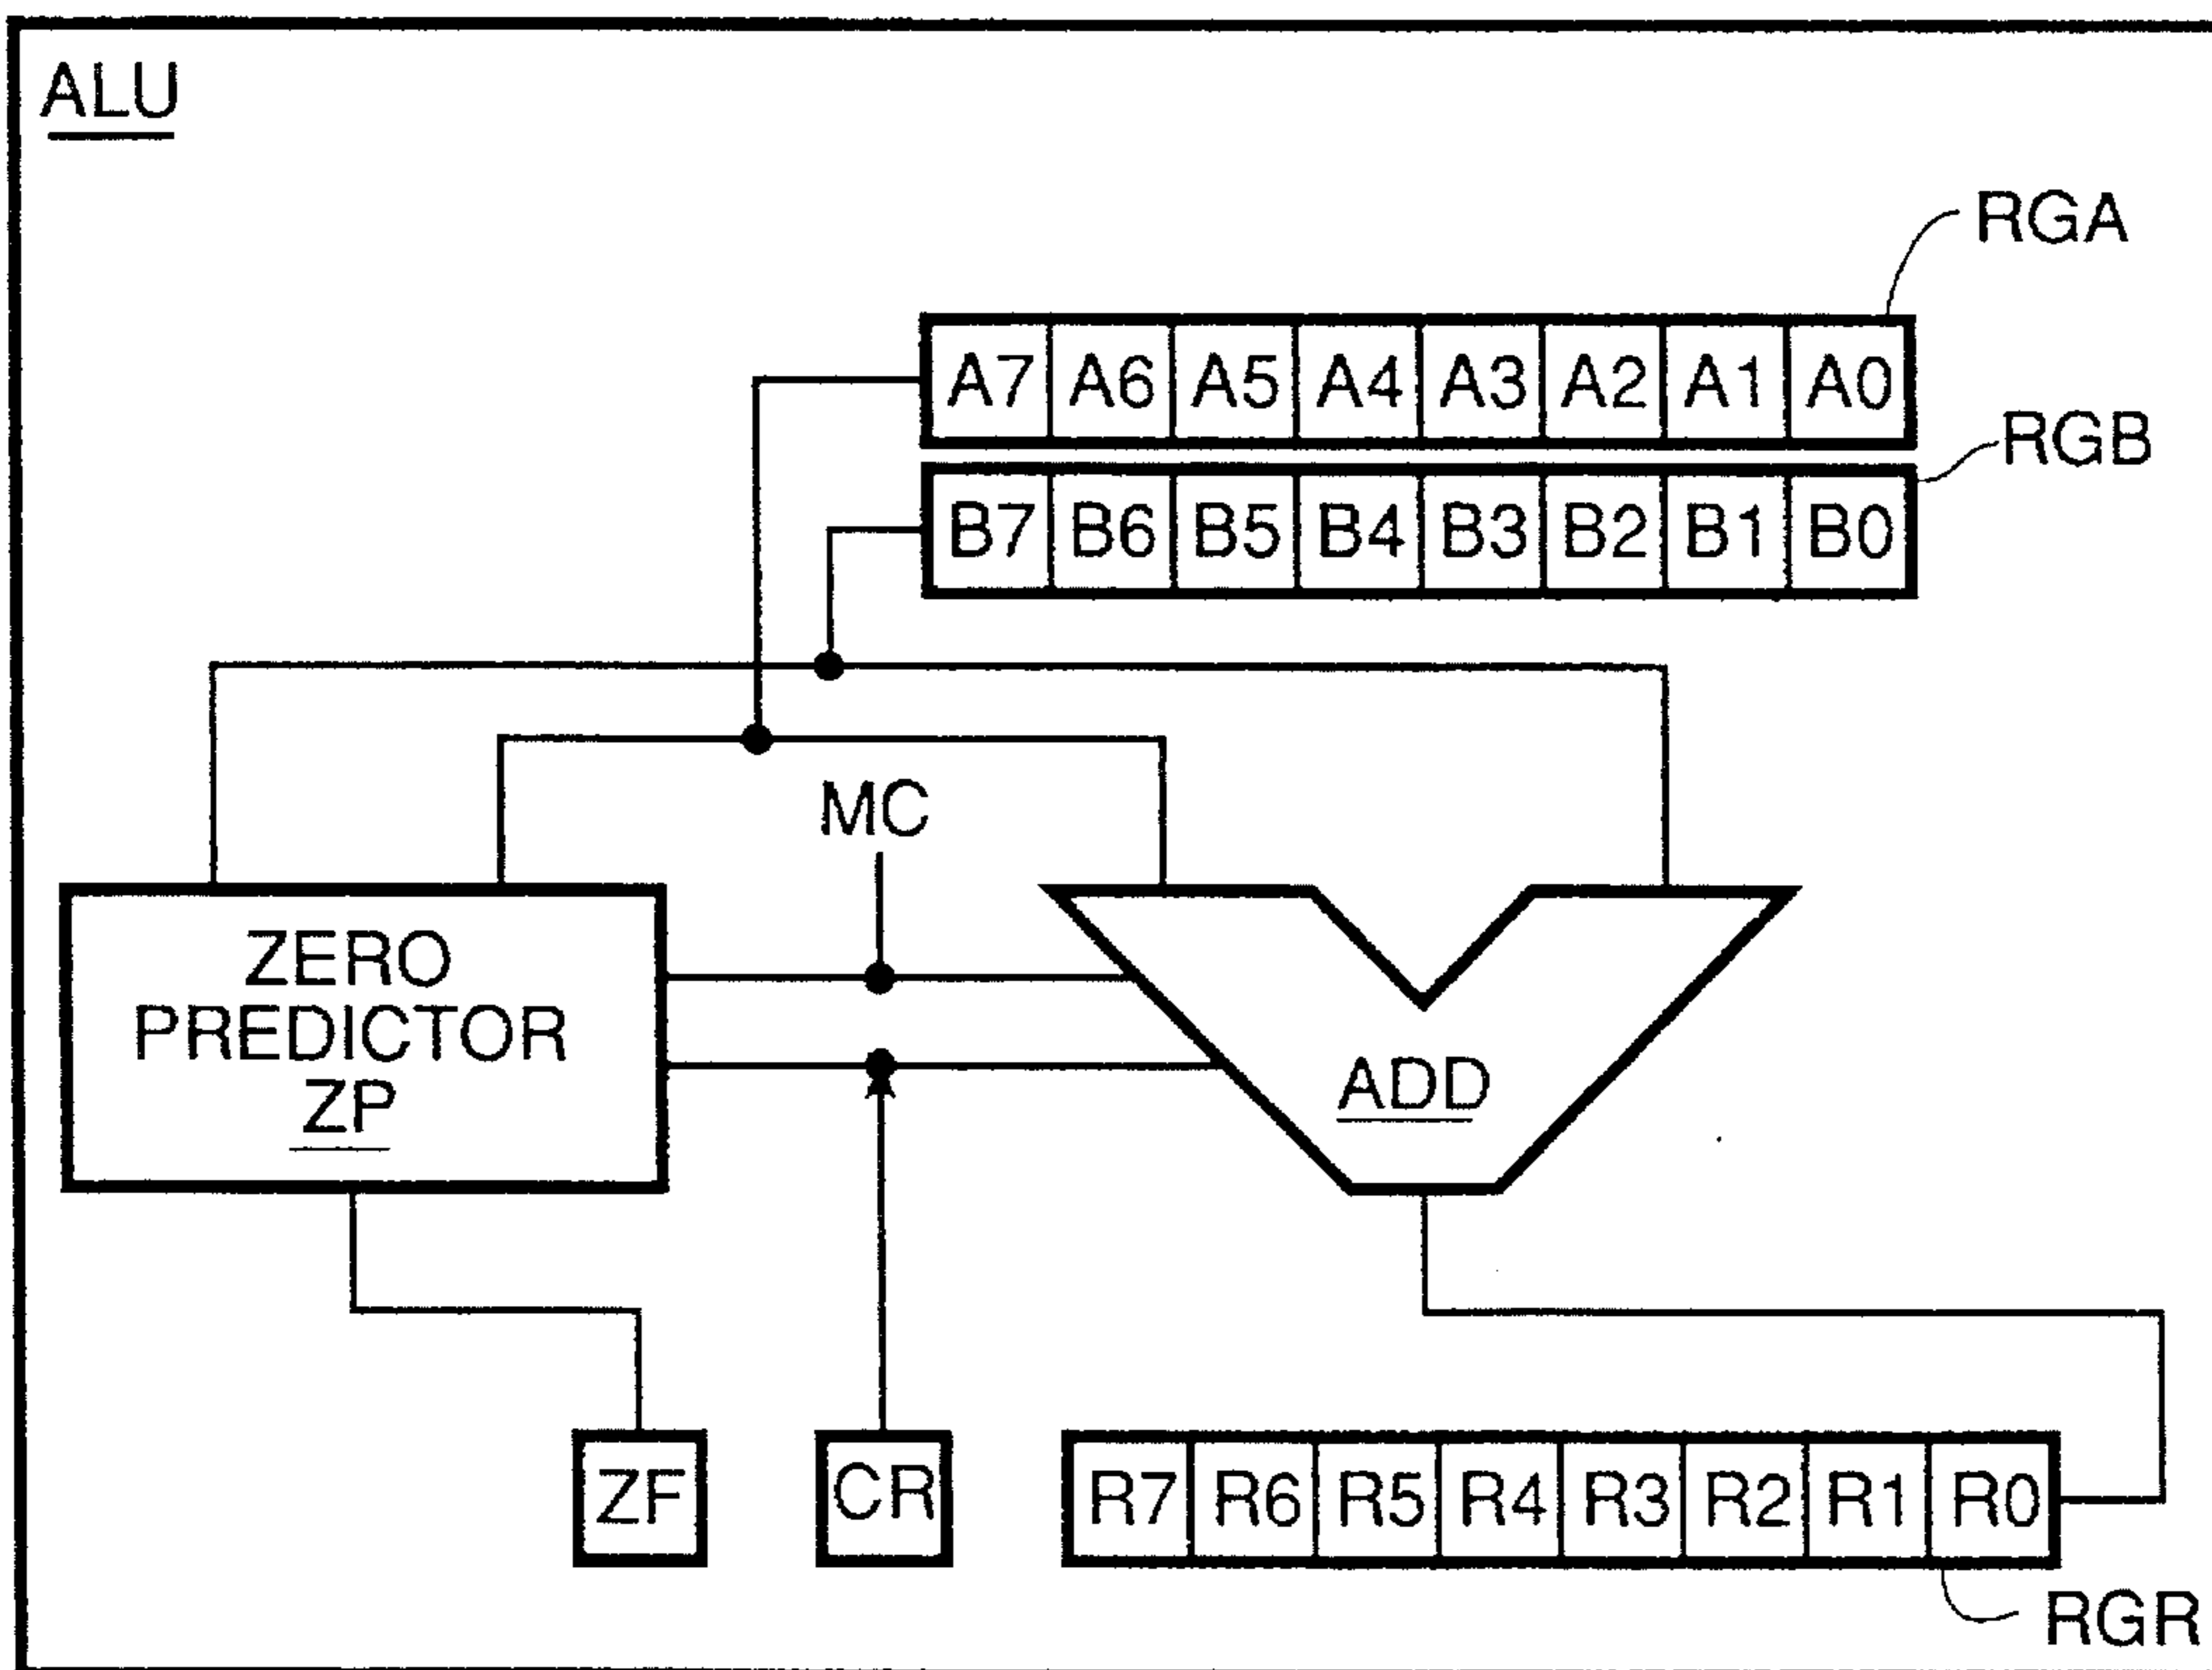 ALU
RGA
A7 A6 A5 A4 A3 A2 A1 A0
RGB
B7 B6 B5 B4 B3 B2 B1 B0
MC
ZERO
PREDICTOR
ZP
ADD
ZF
CR
R7 R6 R5 R4 R3 R2 R1 R0
RGR